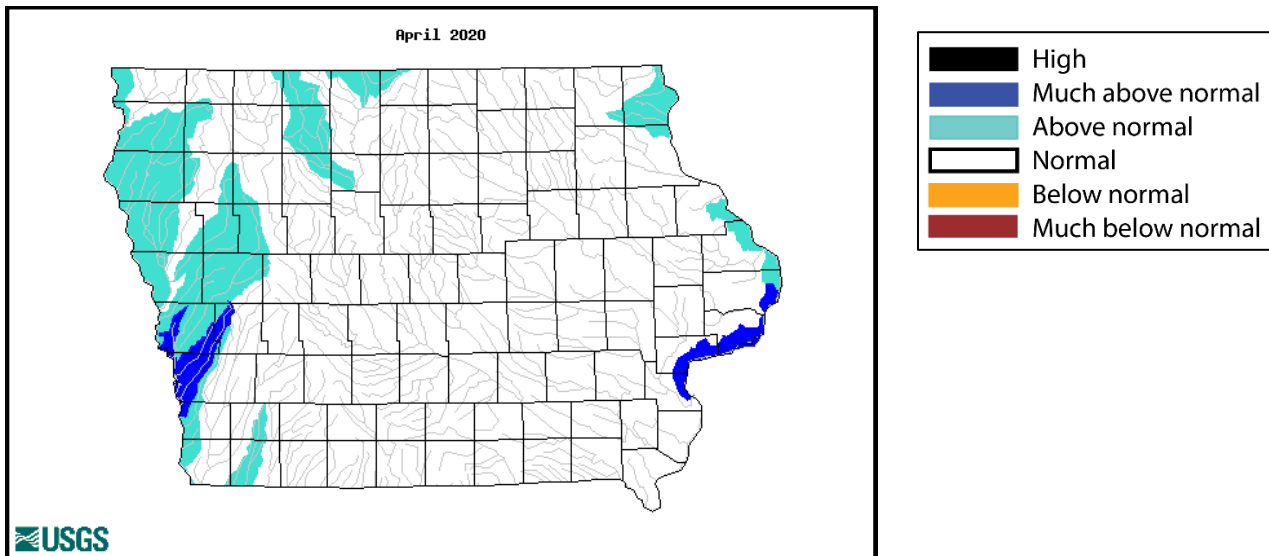 April 2020
High
Much above normal
Above normal
Normal
Below normal
Much below normal
USGS